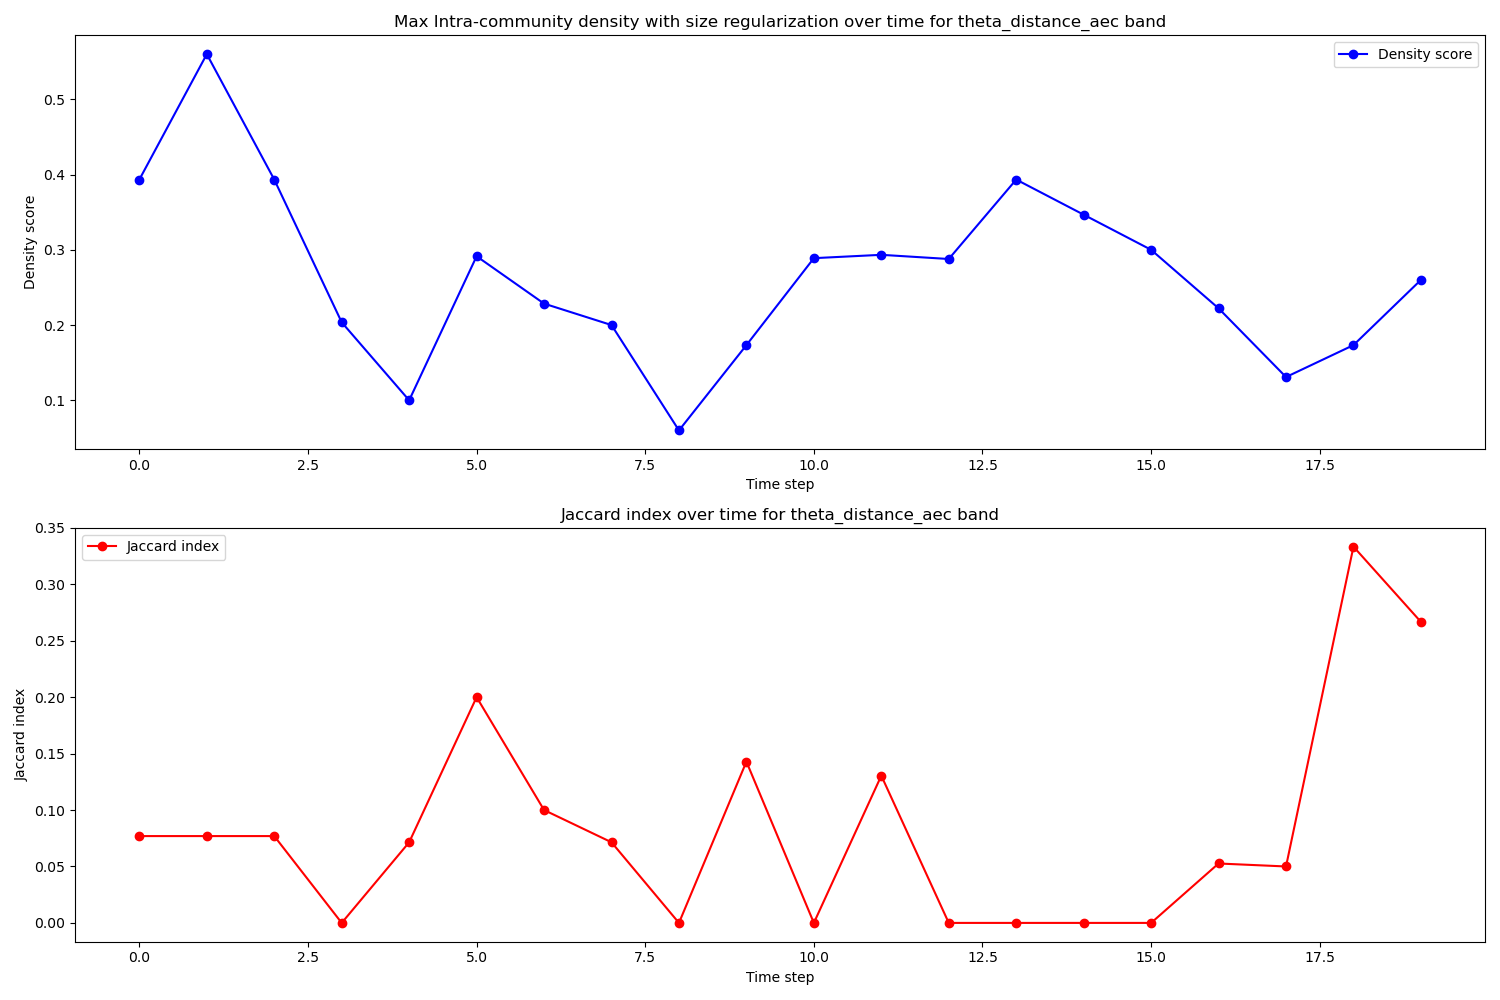 Max Intra-community density with size regularization over time for theta_distance_aec band
Density score
0.5
0.4
0.3
0.2
0.1
Density score
0.0 2.5 5.0 7.5 10.0 12.5 15.0 17.5
Time step
Jaccard index over time for theta_distance_aec band
Jaccard index
0.35
0.30
0.25
0.20
0.15
0.10
0.05
0.00
Jaccard index
0.0 2.5 5.0 7.5 10.0 12.5 15.0 17.5
Time step